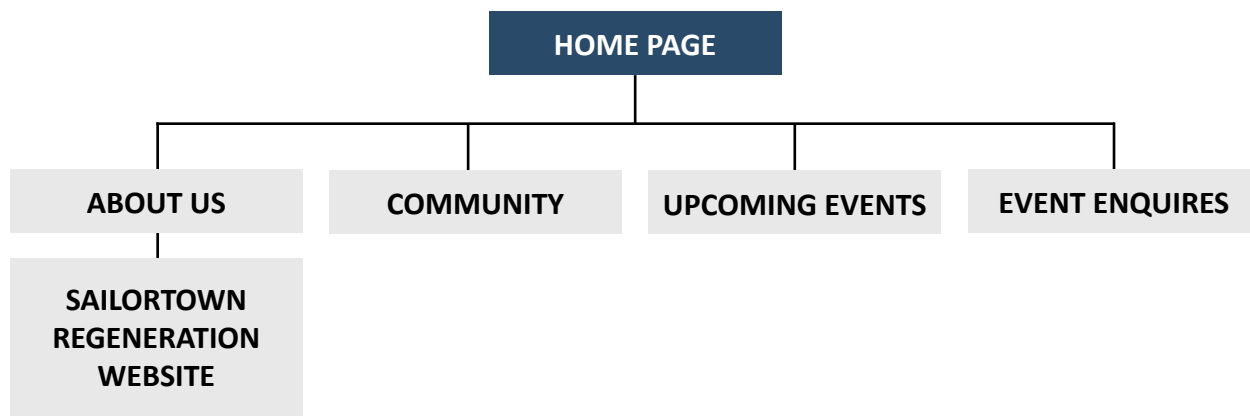 HOME PAGE
ABOUT US
COMMUNITY
UPCOMING EVENTS
EVENT ENQUIRES
SAILORTOWN
REGENERATION
WEBSITE